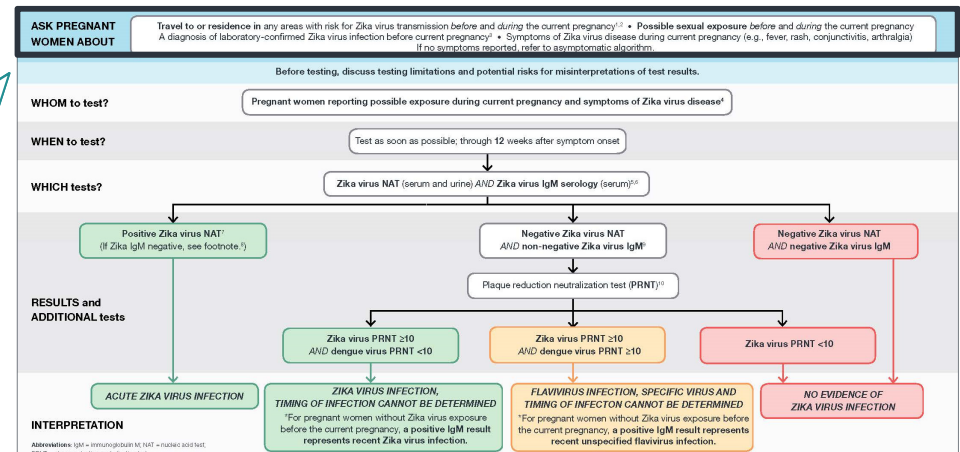 ASK PREGNANT
WOMEN ABOUT
Travel to or residence in any areas with risk for Zika virus transmission before and during the current pregnancy1,2 • Possible sexual exposure before and during the current pregnancy
A diagnosis of laboratory-confirmed Zika virus infection before current pregnancy3 • Symptoms of Zika virus disease during current pregnancy (e.g., fever, rash, conjunctivitis, arthralgia)
If no symptoms reported, refer to asymptomatic algorithm.
Before testing, discuss testing limitations and potential risks for misinterpretations of test results.
WHOM to test?
Pregnant women reporting possible exposure during current pregnancy and symptoms of Zika virus disease4
WHEN to test?
Test as soon as possible; through 12 weeks after symptom onset
WHICH tests?
Zika virus NAT (serum and urine) AND Zika virus IgM serology (serum)5,6
Positive Zika virus NAT7
(If Zika IgM negative, see footnote.8)
Negative Zika virus NAT
AND non-negative Zika virus IgM9
Negative Zika virus NAT
AND negative Zika virus IgM
Plaque reduction neutralization test (PRNT)10
RESULTS and
ADDITIONAL tests
Zika virus PRNT ≥10
AND dengue virus PRNT <10
Zika virus PRNT ≥10
AND dengue virus PRNT ≥10
Zika virus PRNT <10
INTERPRETATION
ACUTE ZIKA VIRUS INFECTION
ZIKA VIRUS INFECTION,
TIMING OF INFECTION CANNOT BE DETERMINED
For pregnant women without Zika virus exposure
before the current pregnancy, a positive IgM result
represents recent Zika virus infection.
FLAVIVIRUS INFECTION, SPECIFIC VIRUS AND
TIMING OF INFECTON CANNOT BE DETERMINED
For pregnant women without Zika virus exposure before
the current pregnancy, a positive IgM result represents
recent unspecified flavivirus infection.
NO EVIDENCE OF
ZIKA VIRUS INFECTION
Abbreviations: IgM = immunoglobulin M; NAT = nucleic acid test,